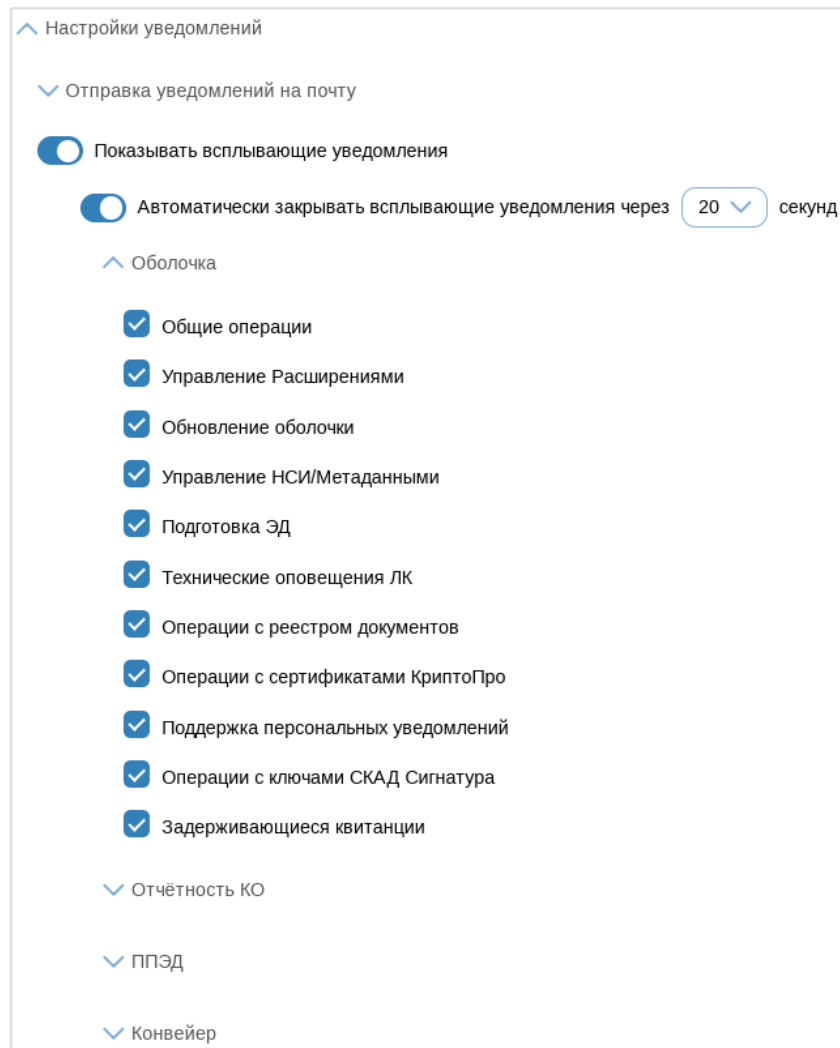 Настройки уведомлений
Отправка уведомлений на почту
Показывать всплывающие уведомления
Автоматически закрывать всплывающие уведомления через 20 секунд
Оболочка
Общие операции
Управление Расширениями
Обновление оболочки
Управление НСИ/Метаданными
Подготовка ЭД
Технические оповещения ЛК
Операции с реестром документов
Операции с сертификатами КриптоПро
Поддержка персональных уведомлений
Операции с ключами СКАД Сигнатура
Задерживающиеся квитанции
Отчётность КО
ППЭД
Конвейер